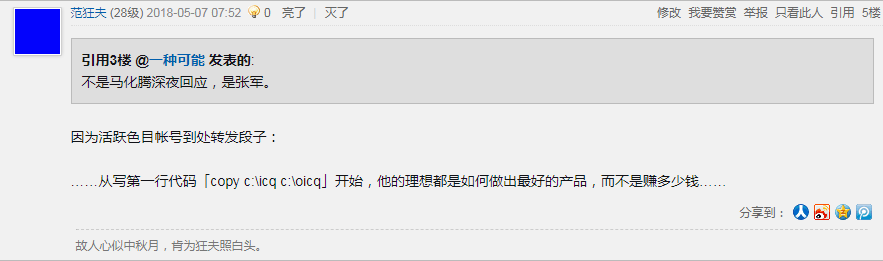 范狂夫 (28级) 2018-05-07 07:52 0 亮了 | 灭了 修改 我要赞赏 举报 只看此人 引用 5楼
引用3楼 @一种可能 发表的:
不是马化腾深夜回应，是张军。
因为活跃色目帐号到处转发段子：
……从写第一行代码「copy c:\icq c:\oicq」开始，他的理想都是如何做出最好的产品，而不是赚多少钱……
分享到：
故人心似中秋月，肯为狂夫照白头。